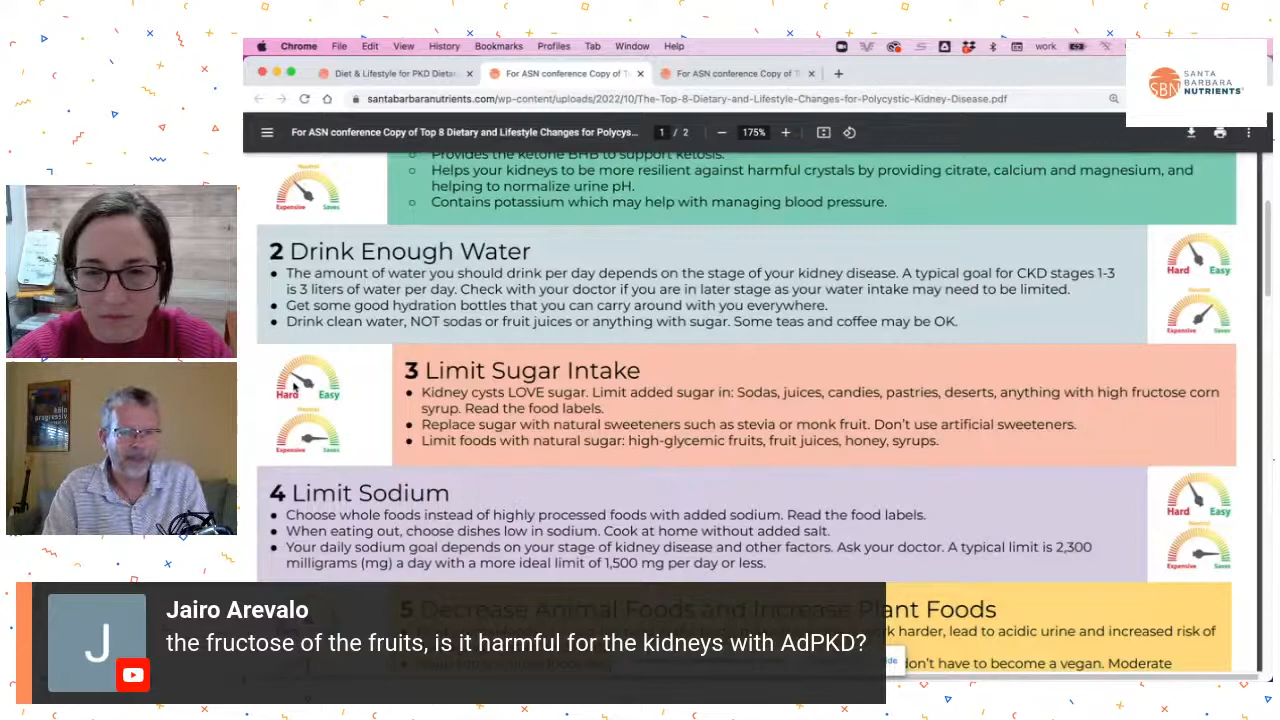 Chrome File Edit View History Bookmarks Profiles Tab Window Help work
Diet & Lifestyle for PKD Dietar
For ASN conference Copy of T
For ASN conference Copy of T
santabarbaranutrients.com/wp-content/uploads/2022/10/The-Top-8-Dietary-and-Lifestyle-Changes-for-Polycystic-Kidney-Disease.pdf
SBN SANTA BARBARA NUTRIENTS
For ASN conference Copy of Top 8 Dietary and Lifestyle Changes for Polycys... 1 / 2 175%
Provides the ketone BHB to support ketosis.
Helps your kidneys to be more resilient against harmful crystals by providing citrate, calcium and magnesium, and
helping to normalize urine pH.
Contains potassium which may help with managing blood pressure.
Neutral
Expensive Saves
2 Drink Enough Water
The amount of water you should drink per day depends on the stage of your kidney disease. A typical goal for CKD stages 1-3
is 3 liters of water per day. Check with your doctor if you are in later stage as your water intake may need to be limited.
Get some good hydration bottles that you can carry around with you everywhere.
Drink clean water, NOT sodas or fruit juices or anything with sugar. Some teas and coffee may be OK.
Neutral
Hard Easy
Neutral
Expensive Saves
3 Limit Sugar Intake
Kidney cysts LOVE sugar. Limit added sugar in: Sodas, juices, candies, pastries, deserts, anything with high fructose corn
syrup. Read the food labels.
Replace sugar with natural sweeteners such as stevia or monk fruit. Don't use artificial sweeteners.
Limit foods with natural sugar: high-glycemic fruits, fruit juices, honey, syrups.
Neutral
Hard Easy
Neutral
Expensive Saves
4 Limit Sodium
Choose whole foods instead of highly processed foods with added sodium. Read the food labels.
When eating out, choose dishes low in sodium. Cook at home without added salt.
Your daily sodium goal depends on your stage of kidney disease and other factors. Ask your doctor. A typical limit is 2,300
milligrams (mg) a day with a more ideal limit of 1,500 mg per day or less.
Neutral
Hard Easy
Neutral
Expensive Saves
5 Decrease Animal Foods and Increase Plant Foods
harder, lead to acidic urine and increased risk of
don't have to become a vegan. Moderate
köln
progressiv
J
Jairo Arevalo
the fructose of the fruits, is it harmful for the kidneys with AdPKD?